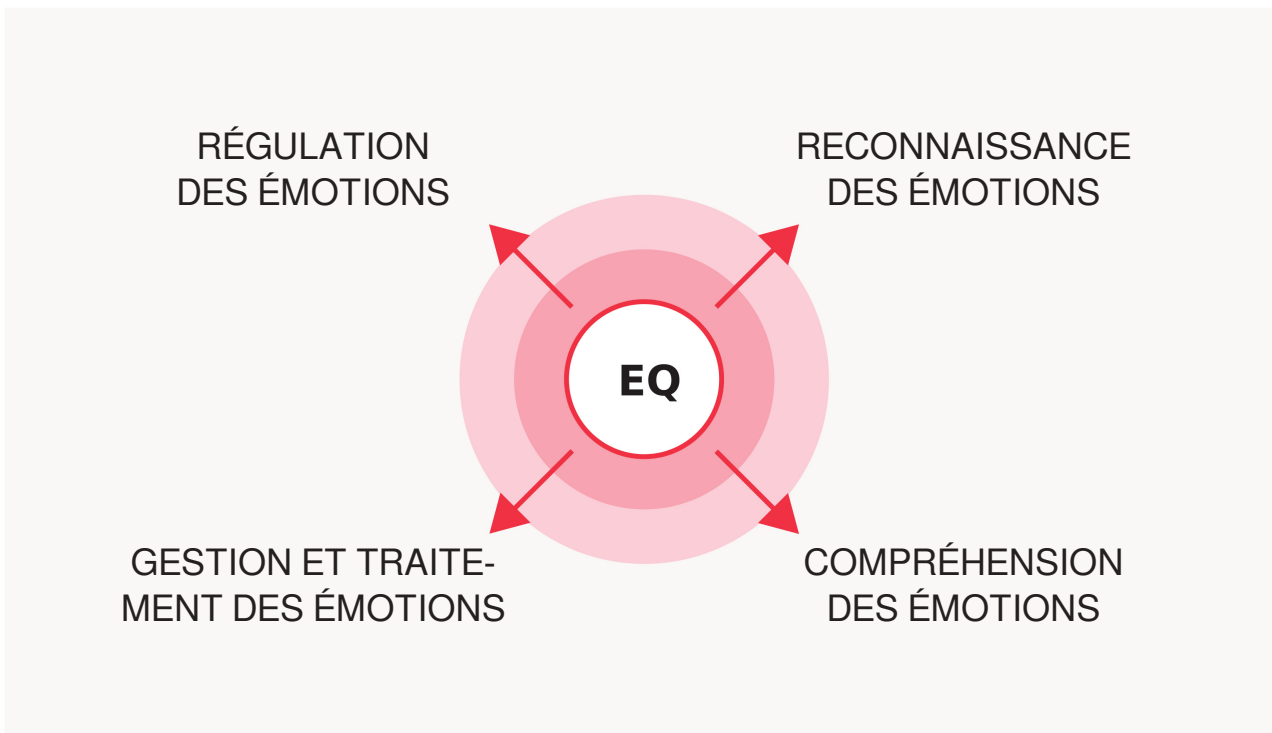 RÉGULATION
DES ÉMOTIONS
RECONNAISSANCE
DES ÉMOTIONS
EQ
GESTION ET TRAITE-
MENT DES ÉMOTIONS
COMPRÉHENSION
DES ÉMOTIONS